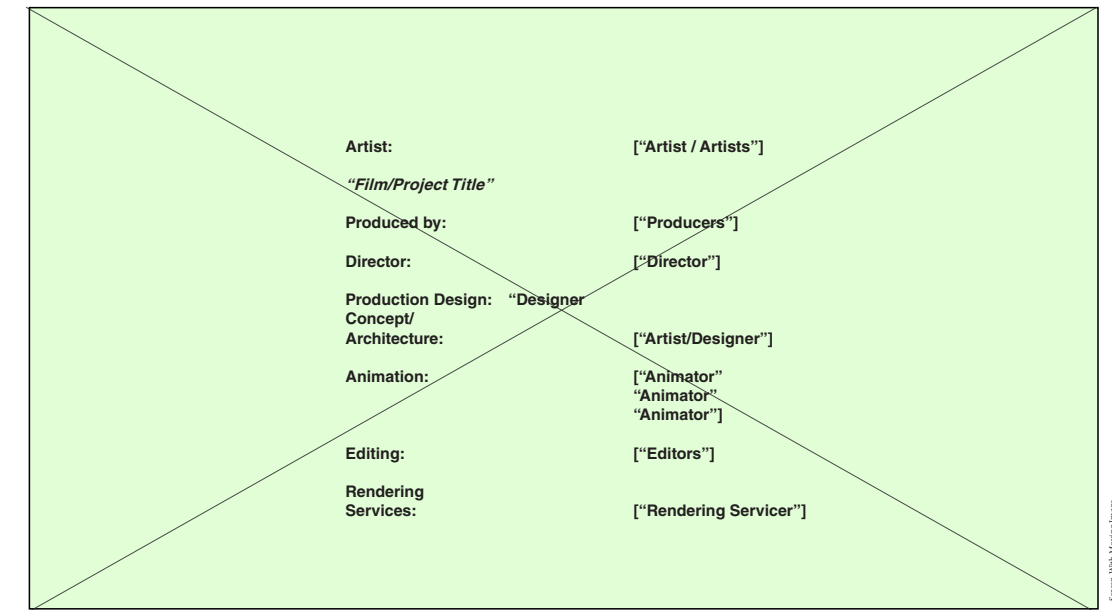 Artist: [“Artist / Artists”]
“Film/Project Title”
Produced by: [“Producers”]
Director: [“Director”]
Production Design: “Designer
Concept/
Architecture: [“Artist/Designer”]
Animation: [“Animator”
“Animator”
“Animator”]
Editing: [“Editors”]
Rendering
Services: [“Rendering Servicer”]